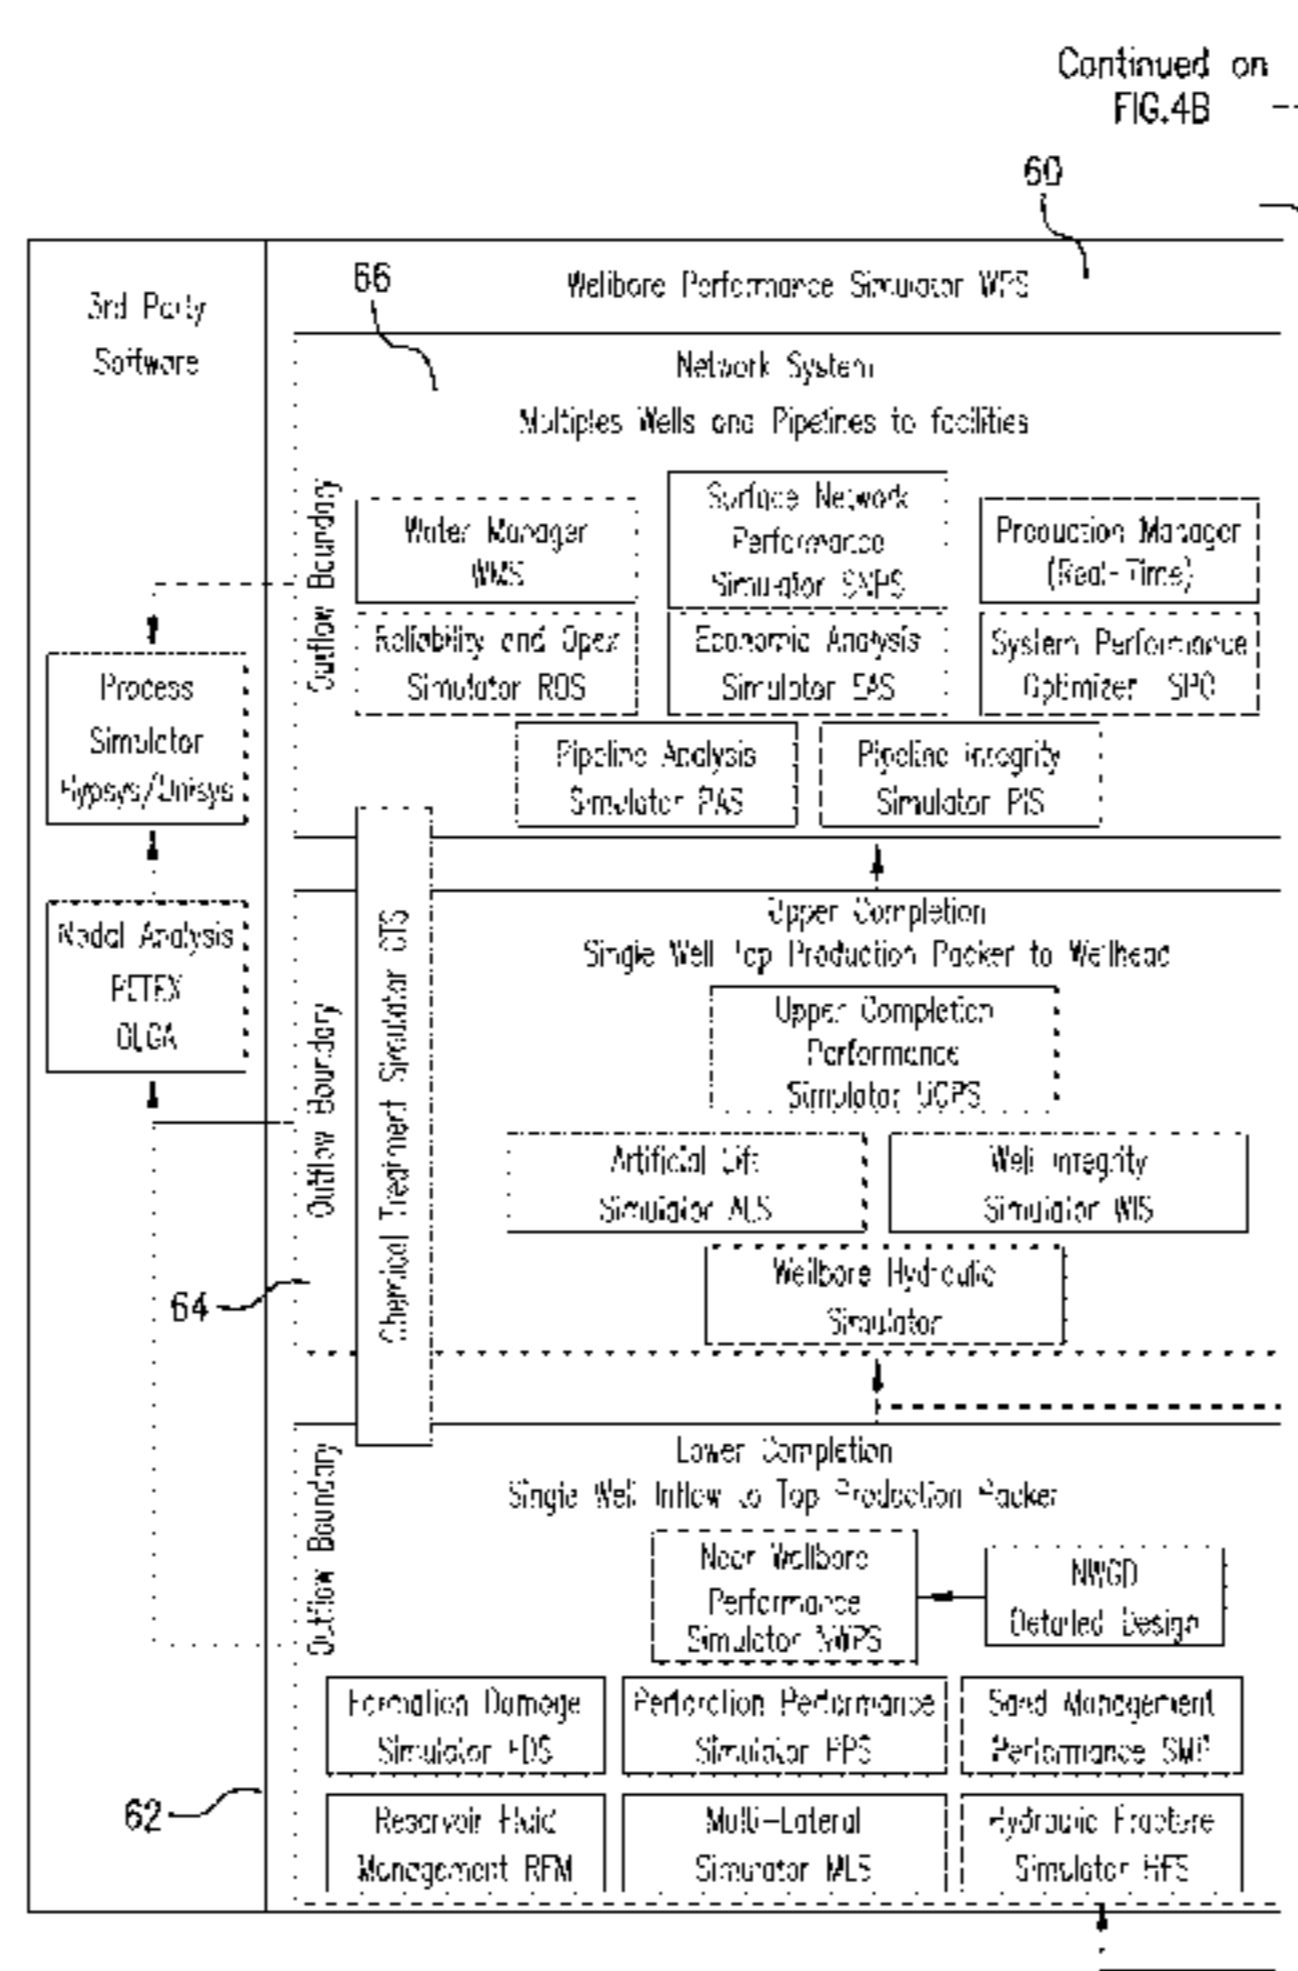 Continued on
FIG.4B
60
Wellbore Performance Simulator WPS
3rd Party
Software
66
Network System
Multiples Wells and Pipelines to facilities
Outflow Boundary
Water Manager
WMS
Surface Network
Performance
Simulator SNPS
Production Manager
(Real-Time)
Reliability and Opex
Simulator ROS
Economic Analysis
Simulator EAS
System Performance
Optimizer SPO
Pipeline Analysis
Simulator PAS
Pipeline Integrity
Simulator PIS
Process
Simulator
Hypsys/Unisys
Nodal Analysis
PETEX
OLGA
Chemical Treatment Simulator CTS
Upper Completion
Single Well Top Production Packer to Wellhead
Outflow Boundary
Upper Completion
Performance
Simulator UCPS
Artificial Lift
Simulator ALS
Well Integrity
Simulator WIS
Wellbore Hydraulic
Simulator
64
Lower Completion
Single Well Inflow to Top Production Packer
Outflow Boundary
Near Wellbore
Performance
Simulator NWPS
NWGD
Detailed Design
Formation Damage
Simulator FDS
Perforation Performance
Simulator PPS
Sand Management
Performance SMP
62
Reservoir Fluid
Management RFM
Multi-Lateral
Simulator MLS
Hydraulic Fracture
Simulator HFS